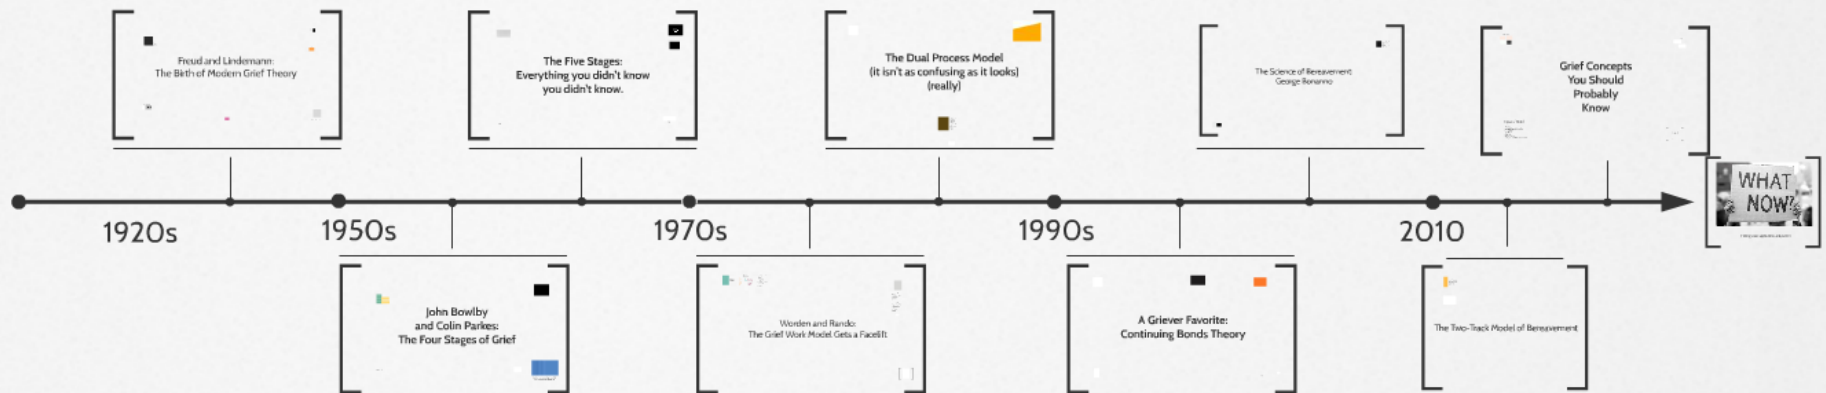 Freud and Lindemann:
The Birth of Modern Grief Theory
The Five Stages:
Everything you didn't know
you didn't know.
The Dual Process Model
(it isn't as confusing as it looks)
(really)
The Science of Bereavement
George Bonanno
Grief Concepts
You Should
Probably
Know
WHAT
NOW?
1920s
1950s
1970s
1990s
2010
John Bowlby
and Colin Parkes:
The Four Stages of Grief
Worden and Rando:
The Grief Work Model Gets a Facelift
A Griever Favorite:
Continuing Bonds Theory
The Two-Track Model of Bereavement